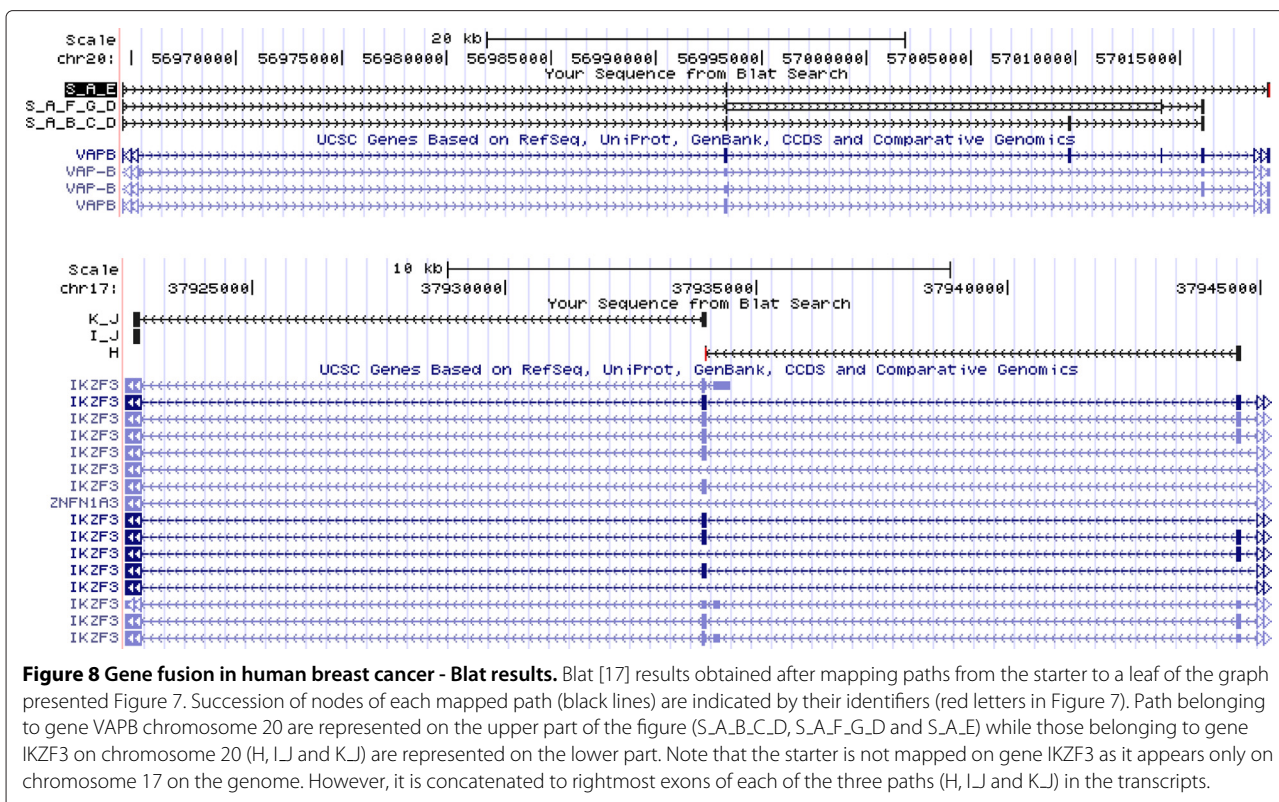 Scale 20 kb
chr20: | 56970000| 56975000| 56980000| 56985000| 56990000| 56995000| 57000000| 57005000| 57010000| 57015000|
Your Sequence from Blat Search
S_A_E
S_A_F_G_D
S_A_B_C_D
UCSC Genes Based on RefSeq, UniProt, GenBank, CCDS and Comparative Genomics
VAPB
VAP-B
VAP-B
VAPB
Scale 10 kb
chr17: 37925000| 37930000| 37935000| 37940000| 37945000|
Your Sequence from Blat Search
K_J
I_J
H
UCSC Genes Based on RefSeq, UniProt, GenBank, CCDS and Comparative Genomics
IKZF3
IKZF3
IKZF3
IKZF3
IKZF3
IKZF3
IKZF3
ZNFN1A3
IKZF3
IKZF3
IKZF3
IKZF3
IKZF3
IKZF3
IKZF3
IKZF3
Figure 8 Gene fusion in human breast cancer - Blat results. Blat [17] results obtained after mapping paths from the starter to a leaf of the graph
presented Figure 7. Succession of nodes of each mapped path (black lines) are indicated by their identifiers (red letters in Figure 7). Path belonging
to gene VAPB chromosome 20 are represented on the upper part of the figure (S_A_B_C_D, S_A_F_G_D and S_A_E) while those belonging to gene
IKZF3 on chromosome 20 (H, I_J and K_J) are represented on the lower part. Note that the starter is not mapped on gene IKZF3 as it appears only on
chromosome 17 on the genome. However, it is concatenated to rightmost exons of each of the three paths (H, I_J and K_J) in the transcripts.